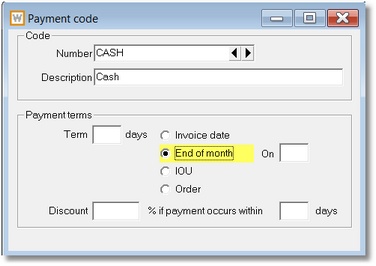 W Payment code
Code
Number CASH
Description Cash
Payment terms
Term days Invoice date
End of month On
IOU
Order
Discount % if payment occurs within days